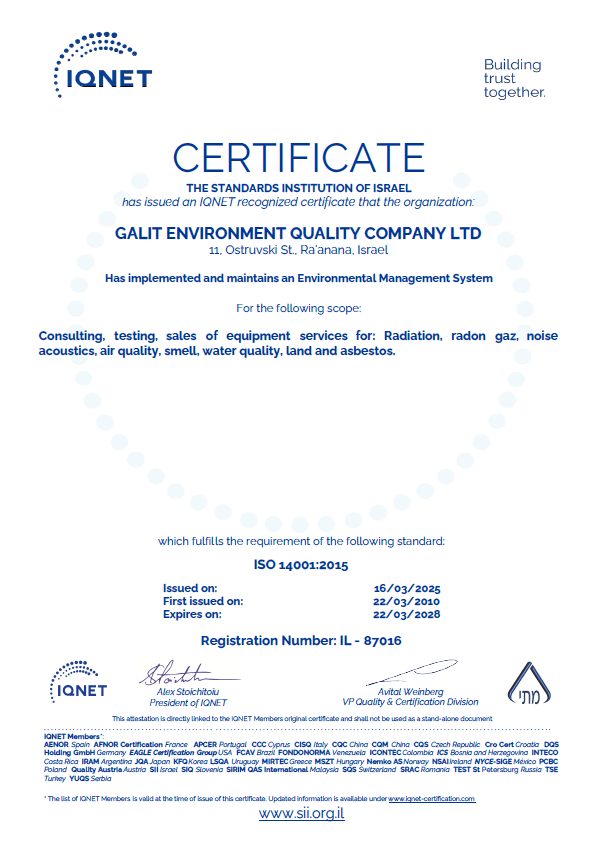 IQNET
Building
trust
together.
CERTIFICATE
THE STANDARDS INSTITUTION OF ISRAEL
has issued an IQNET recognized certificate that the organization:
GALIT ENVIRONMENT QUALITY COMPANY LTD
11, Ostruvski St., Ra'anana, Israel
Has implemented and maintains an Environmental Management System
For the following scope:
Consulting, testing, sales of equipment services for: Radiation, radon gaz, noise
acoustics, air quality, smell, water quality, land and asbestos.
which fulfills the requirement of the following standard:
ISO 14001:2015
Issued on: 16/03/2025
First issued on: 22/03/2010
Expires on: 22/03/2028
Registration Number: IL - 87016
IQNET
Alex Stoichitoiu
President of IQNET
Avital Weinberg
VP Quality & Certification Division
מתי
This attestation is directly linked to the IQNET Members original certificate and shall not be used as a stand-alone document
IQNET Members*:
AENOR Spain AFNOR Certification France APCER Portugal CCC Cyprus CISQ Italy CQC China CQM China CQS Czech Republic Cro Cert Croatia DQS
Holding GmbH Germany EAGLE Certification Group USA FCAV Brazil FONDONORMA Venezuela ICONTEC Colombia ICS Bosnia and Herzegovina INTECO
Costa Rica IRAM Argentina JQA Japan KFQ Korea LSQA Uruguay MIRTEC Greece MSZT Hungary Nemko AS Norway NSAI Ireland NYCE-SIGE México PCBC
Poland Quality Austria Austria SII Israel SIQ Slovenia SIRIM QAS International Malaysia SQS Switzerland SRAC Romania TEST St Petersburg Russia TSE
Turkey YUQS Serbia
* The list of IQNET Members is valid at the time of issue of this certificate. Updated information is available under www.iqnet-certification.com
www.sii.org.il